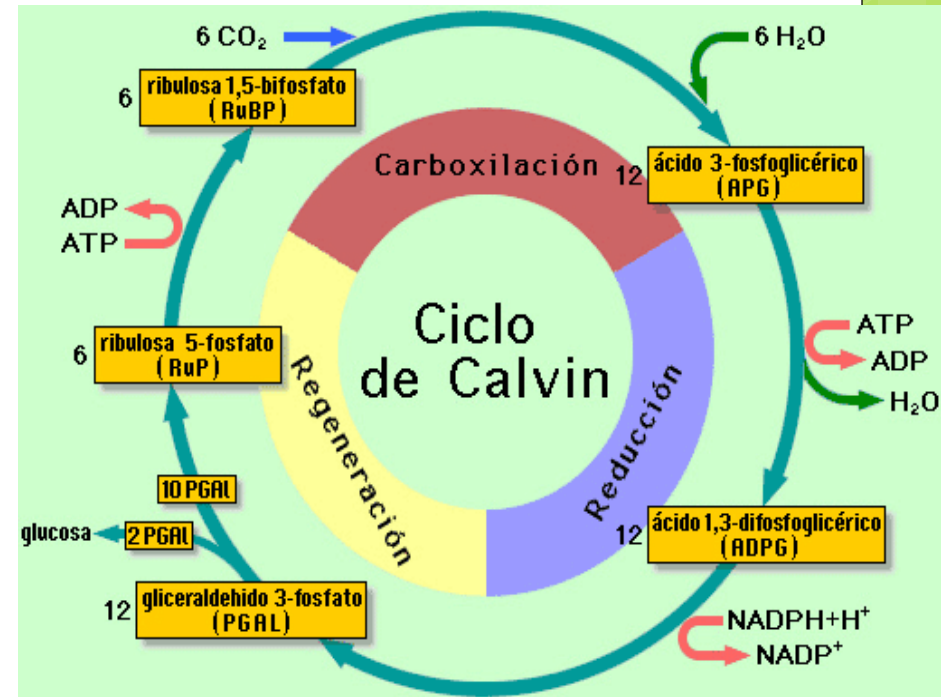 6 CO₂
6 H₂O
6
ribulosa 1,5-bifosfato
(RuBP)
Carboxilación
12
ácido 3-fosfoglicérico
(APG)
ADP
ATP
Ciclo
de Calvin
ATP
ADP
H₂O
6
ribulosa 5-fosfato
(RuP)
Regeneración
Reducción
10 PGAl
glucosa
2 PGAl
12
ácido 1,3-difosfoglicérico
(ADPG)
12
gliceraldehido 3-fosfato
(PGAL)
NADPH+H⁺
NADP⁺